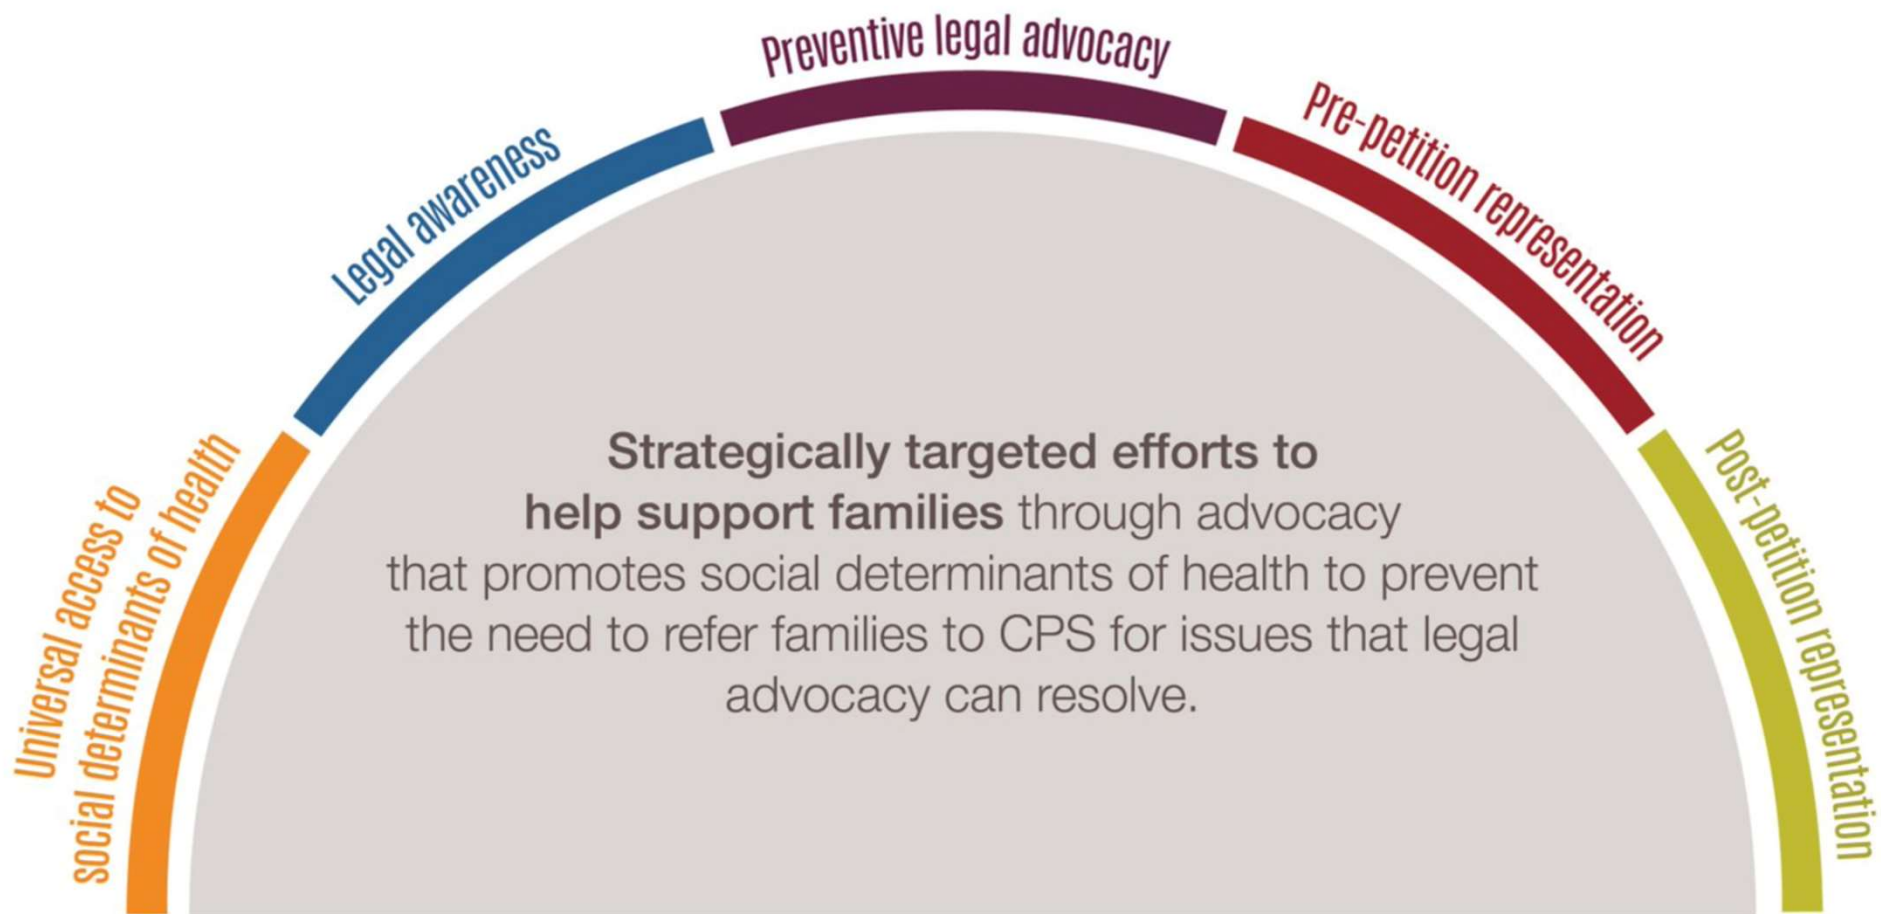 Universal access to
social determinants of health
Legal awareness
Preventive legal advocacy
Pre-petition representation
Post-petition representation
Strategically targeted efforts to
help support families through advocacy
that promotes social determinants of health to prevent
the need to refer families to CPS for issues that legal
advocacy can resolve.